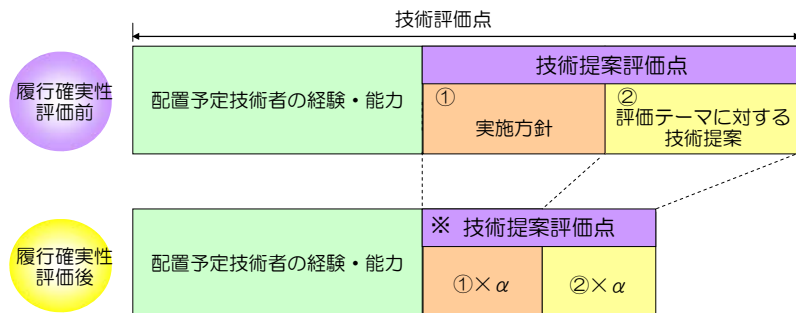 技術評価点
履行確実性
評価前
配置予定技術者の経験・能力
技術提案評価点
①
実施方針
②
評価テーマに対する
技術提案
履行確実性
評価後
配置予定技術者の経験・能力
※ 技術提案評価点
①×α
②×α